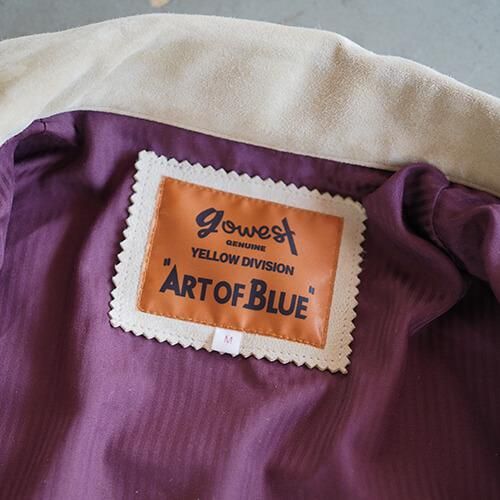 gowest
GENUINE
YELLOW DIVISION
"ART OF BLUE"
M